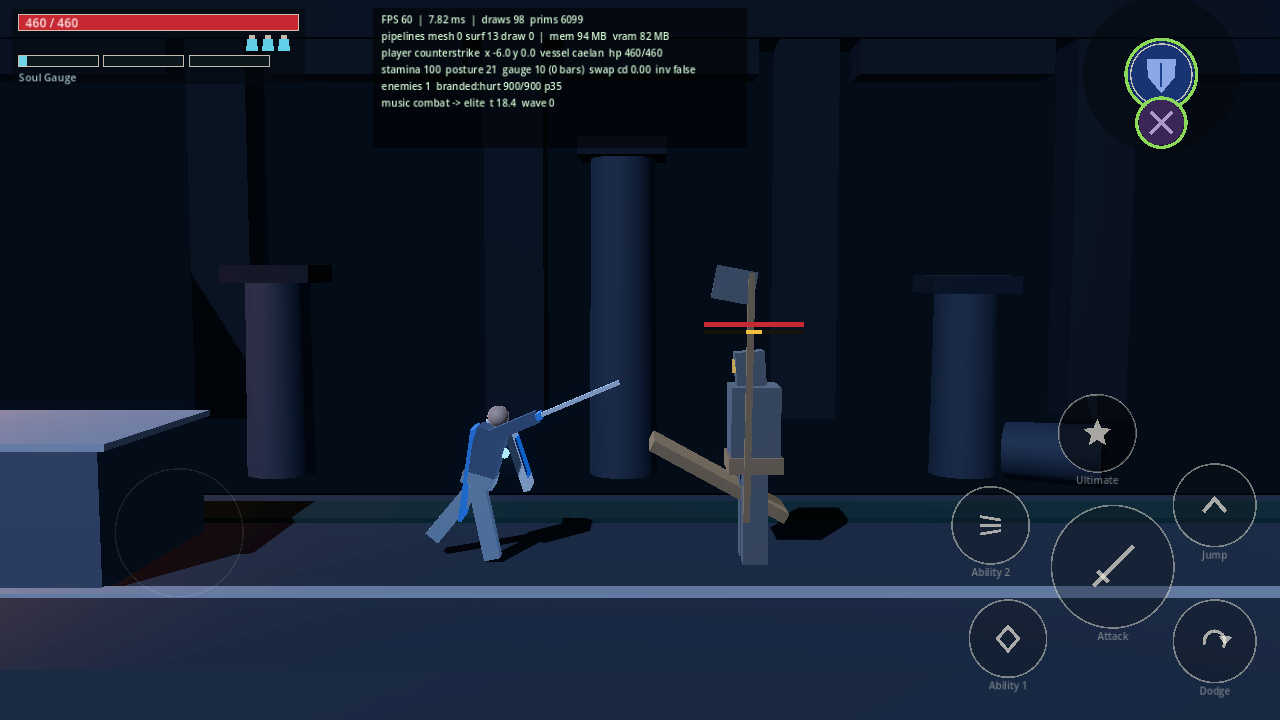 460 / 460
Soul Gauge
FPS 60 | 7.82 ms | draws 98 prims 6099
pipelines mesh 0 surf 13 draw 0 | mem 94 MB vram 82 MB
player counterstrike x -6.0 y 0.0 vessel caelan hp 460/460
stamina 100 posture 21 gauge 10 (0 bars) swap cd 0.00 inv false
enemies 1 branded:hurt 900/900 p35
music combat -> elite t 18.4 wave 0
Ultimate
Ability 2
Jump
Attack
Ability 1
Dodge